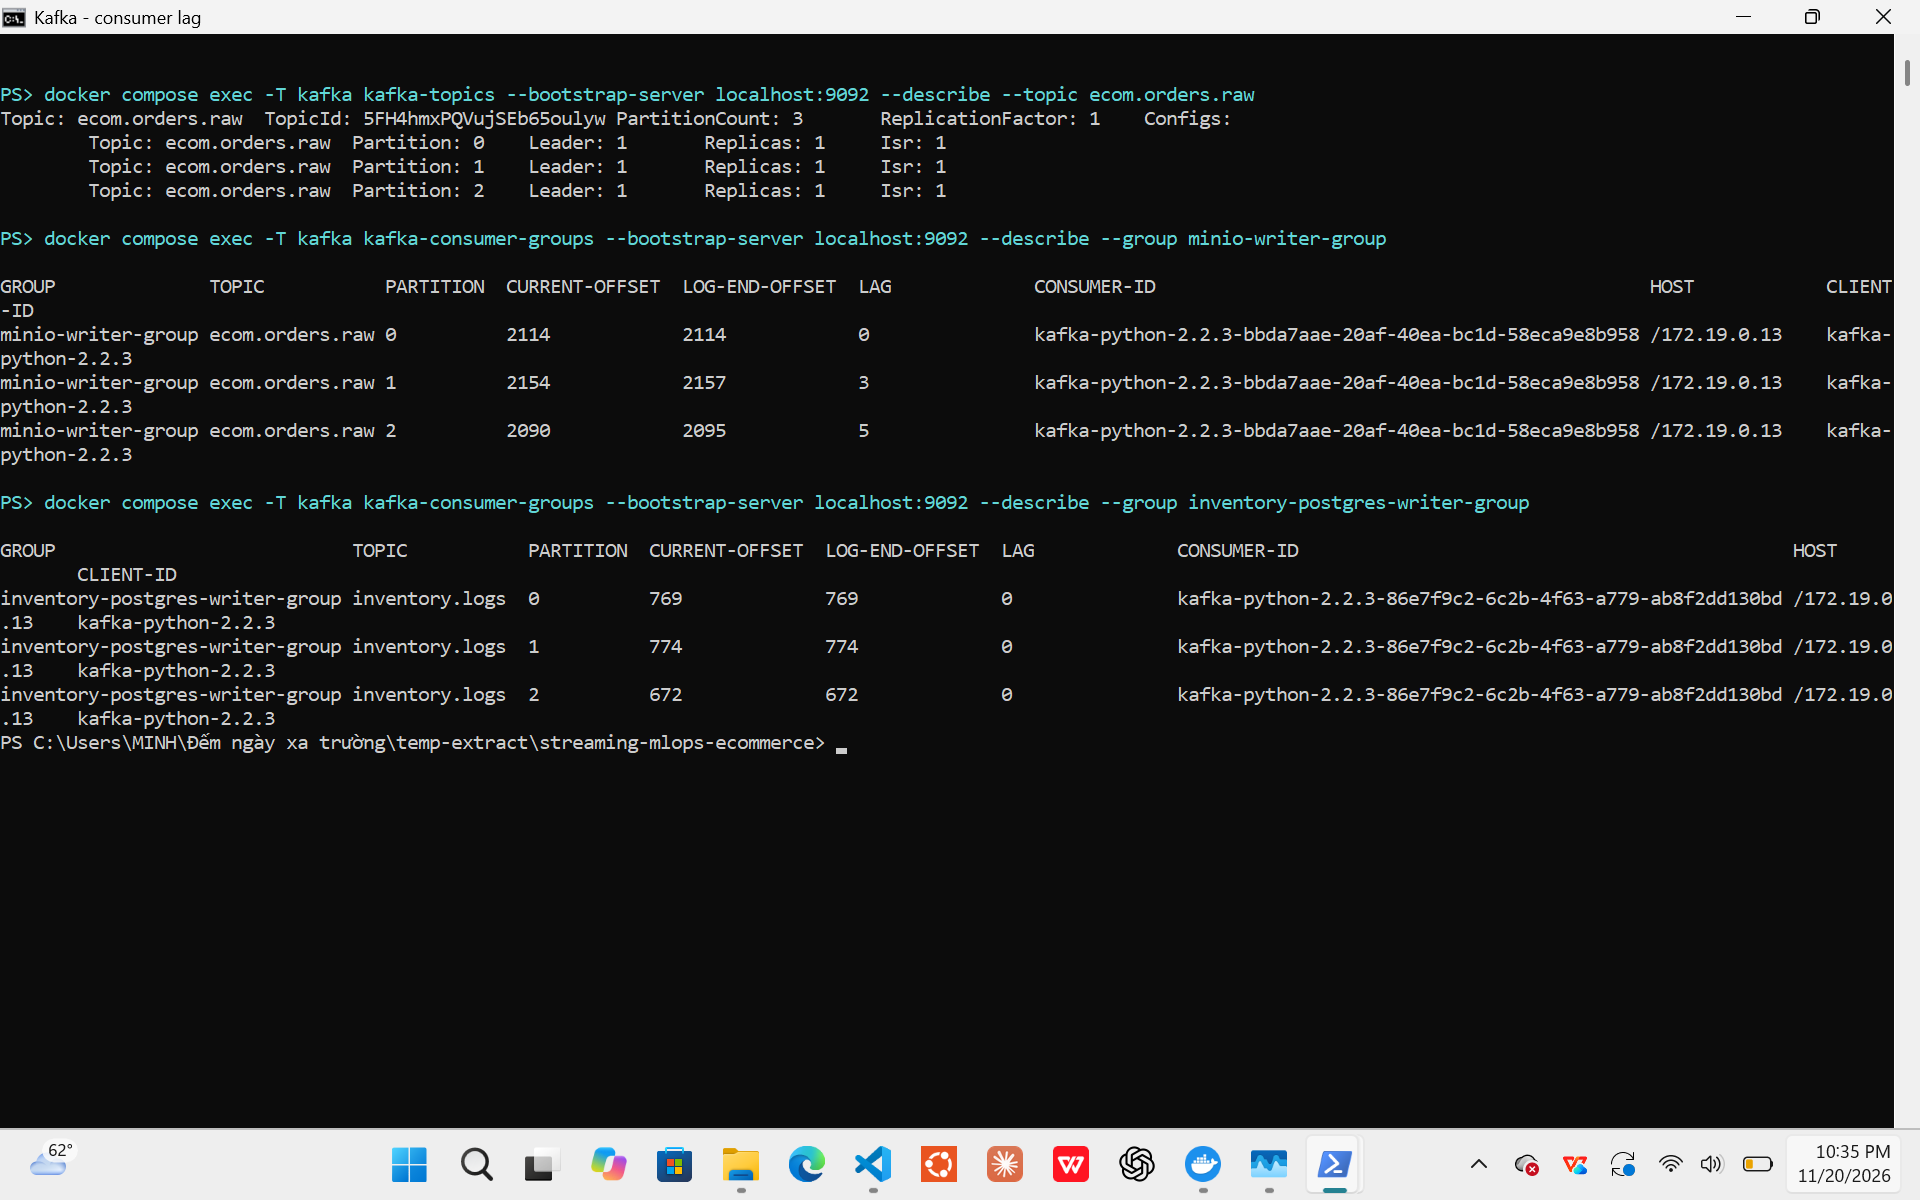 Kafka - consumer lag
PS> docker compose exec -T kafka kafka-topics --bootstrap-server localhost:9092 --describe --topic ecom.orders.raw
Topic: ecom.orders.raw TopicId: 5FH4hmxPQVujSEb65oulyw PartitionCount: 3 ReplicationFactor: 1 Configs:
Topic: ecom.orders.raw Partition: 0 Leader: 1 Replicas: 1 Isr: 1
Topic: ecom.orders.raw Partition: 1 Leader: 1 Replicas: 1 Isr: 1
Topic: ecom.orders.raw Partition: 2 Leader: 1 Replicas: 1 Isr: 1
PS> docker compose exec -T kafka kafka-consumer-groups --bootstrap-server localhost:9092 --describe --group minio-writer-group
GROUP TOPIC PARTITION CURRENT-OFFSET LOG-END-OFFSET LAG CONSUMER-ID HOST CLIENT
-ID
minio-writer-group ecom.orders.raw 0 2114 2114 0 kafka-python-2.2.3-bbda7aae-20af-40ea-bc1d-58eca9e8b958 /172.19.0.13 kafka-
python-2.2.3
minio-writer-group ecom.orders.raw 1 2154 2157 3 kafka-python-2.2.3-bbda7aae-20af-40ea-bc1d-58eca9e8b958 /172.19.0.13 kafka-
python-2.2.3
minio-writer-group ecom.orders.raw 2 2090 2095 5 kafka-python-2.2.3-bbda7aae-20af-40ea-bc1d-58eca9e8b958 /172.19.0.13 kafka-
python-2.2.3
PS> docker compose exec -T kafka kafka-consumer-groups --bootstrap-server localhost:9092 --describe --group inventory-postgres-writer-group
GROUP TOPIC PARTITION CURRENT-OFFSET LOG-END-OFFSET LAG CONSUMER-ID HOST
CLIENT-ID
inventory-postgres-writer-group inventory.logs 0 769 769 0 kafka-python-2.2.3-86e7f9c2-6c2b-4f63-a779-ab8f2dd130bd /172.19.0
.13 kafka-python-2.2.3
inventory-postgres-writer-group inventory.logs 1 774 774 0 kafka-python-2.2.3-86e7f9c2-6c2b-4f63-a779-ab8f2dd130bd /172.19.0
.13 kafka-python-2.2.3
inventory-postgres-writer-group inventory.logs 2 672 672 0 kafka-python-2.2.3-86e7f9c2-6c2b-4f63-a779-ab8f2dd130bd /172.19.0
.13 kafka-python-2.2.3
PS C:\Users\MINH\Đếm ngày xa trường\temp-extract\streaming-mlops-ecommerce>
62°
10:35 PM
11/20/2026